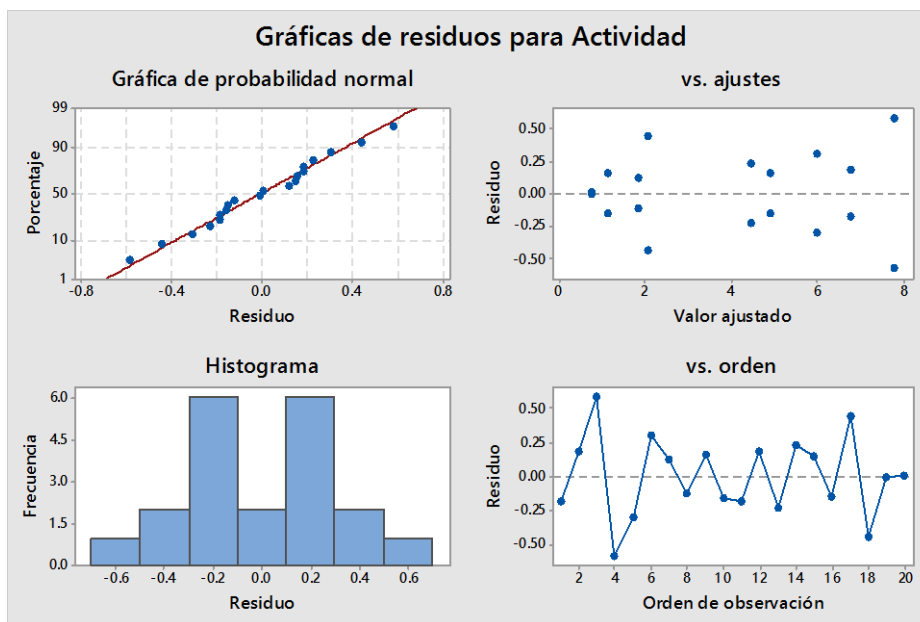 Gráficas de residuos para Actividad
Gráfica de probabilidad normal
99
90
50
10
1
Porcentaje
-0.8 -0.4 0.0 0.4 0.8
Residuo
vs. ajustes
0.50
0.25
0.00
-0.25
-0.50
Residuo
0 2 4 6 8
Valor ajustado
Histograma
6.0
4.5
3.0
1.5
0.0
Frecuencia
-0.6 -0.4 -0.2 0.0 0.2 0.4 0.6
Residuo
vs. orden
0.50
0.25
0.00
-0.25
-0.50
Residuo
2 4 6 8 10 12 14 16 18 20
Orden de observación